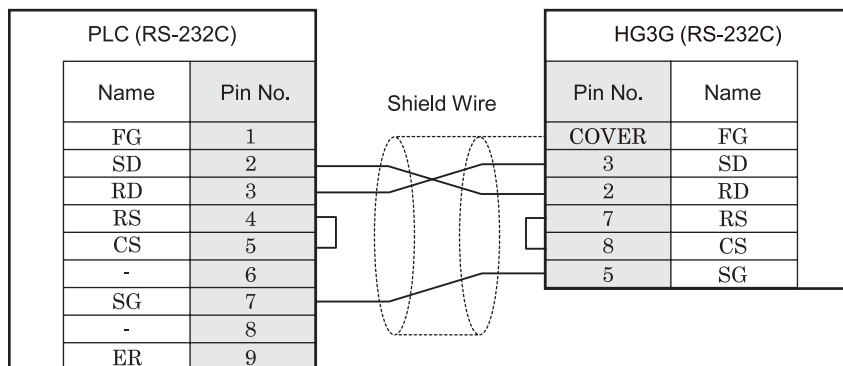 PLC (RS-232C)
Name Pin No.
FG 1
SD 2
RD 3
RS 4
CS 5
- 6
SG 7
- 8
ER 9
Shield Wire
HG3G (RS-232C)
Pin No. Name
COVER FG
3 SD
2 RD
7 RS
8 CS
5 SG